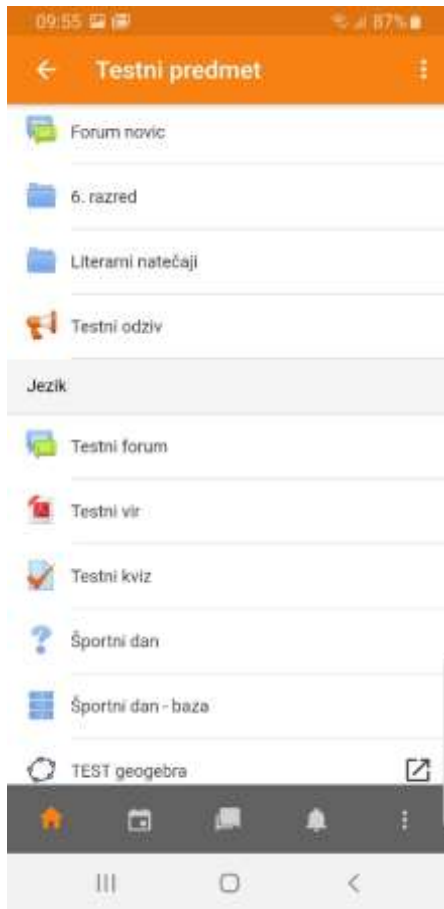 09:55 87%
Testni predmet
Forum novic
6. razred
Literarni natečaji
Testni odziv
Jezik
Testni forum
Testni vir
Testni kviz
Športni dan
Športni dan - baza
TEST geogebra